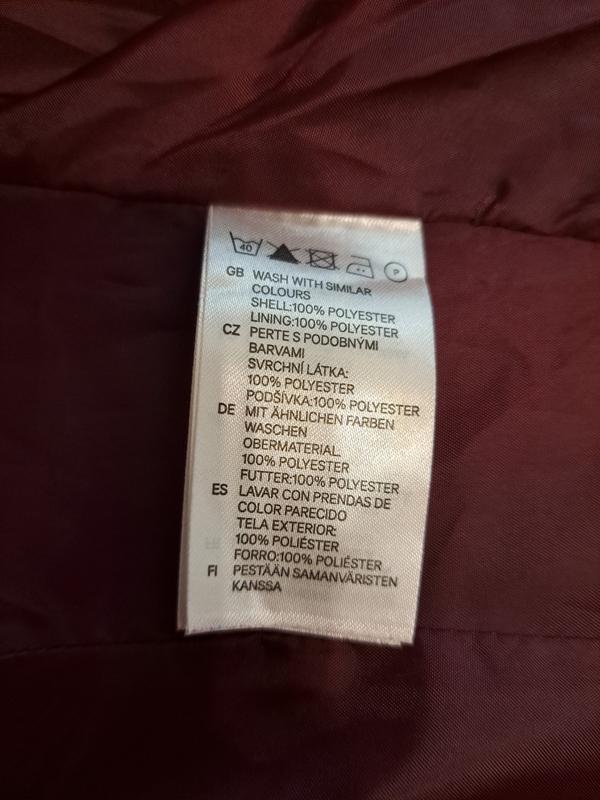 40
P
GB WASH WITH SIMILAR
COLOURS
SHELL:100% POLYESTER
LINING:100% POLYESTER
CZ PERTE S PODOBNÝMI
BARVAMI
SVRCHNÍ LÁTKA:
100% POLYESTER
PODŠÍVKA:100% POLYESTER
DE MIT ÄHNLICHEN FARBEN
WASCHEN
OBERMATERIAL:
100% POLYESTER
FUTTER:100% POLYESTER
ES LAVAR CON PRENDAS DE
COLOR PARECIDO
TELA EXTERIOR:
100% POLIÉSTER
FORRO:100% POLIÉSTER
FI PESTÄÄN SAMANVÄRISTEN
KANSSA